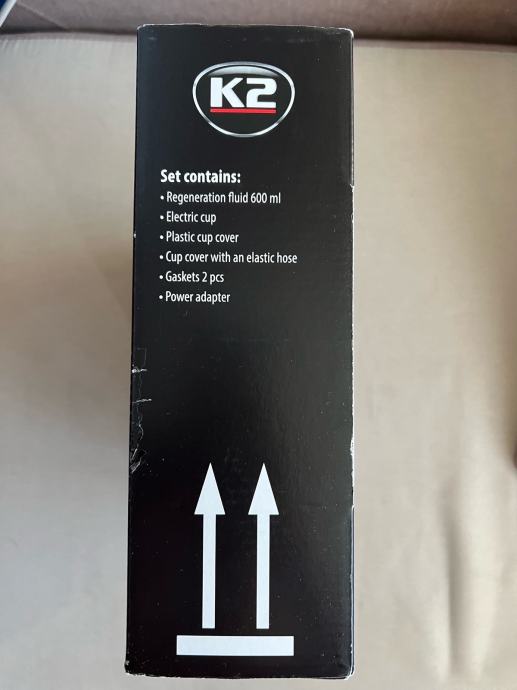 K2
Set contains:
• Regeneration fluid 600 ml
• Electric cup
• Plastic cup cover
• Cup cover with an elastic hose
• Gaskets 2 pcs
• Power adapter